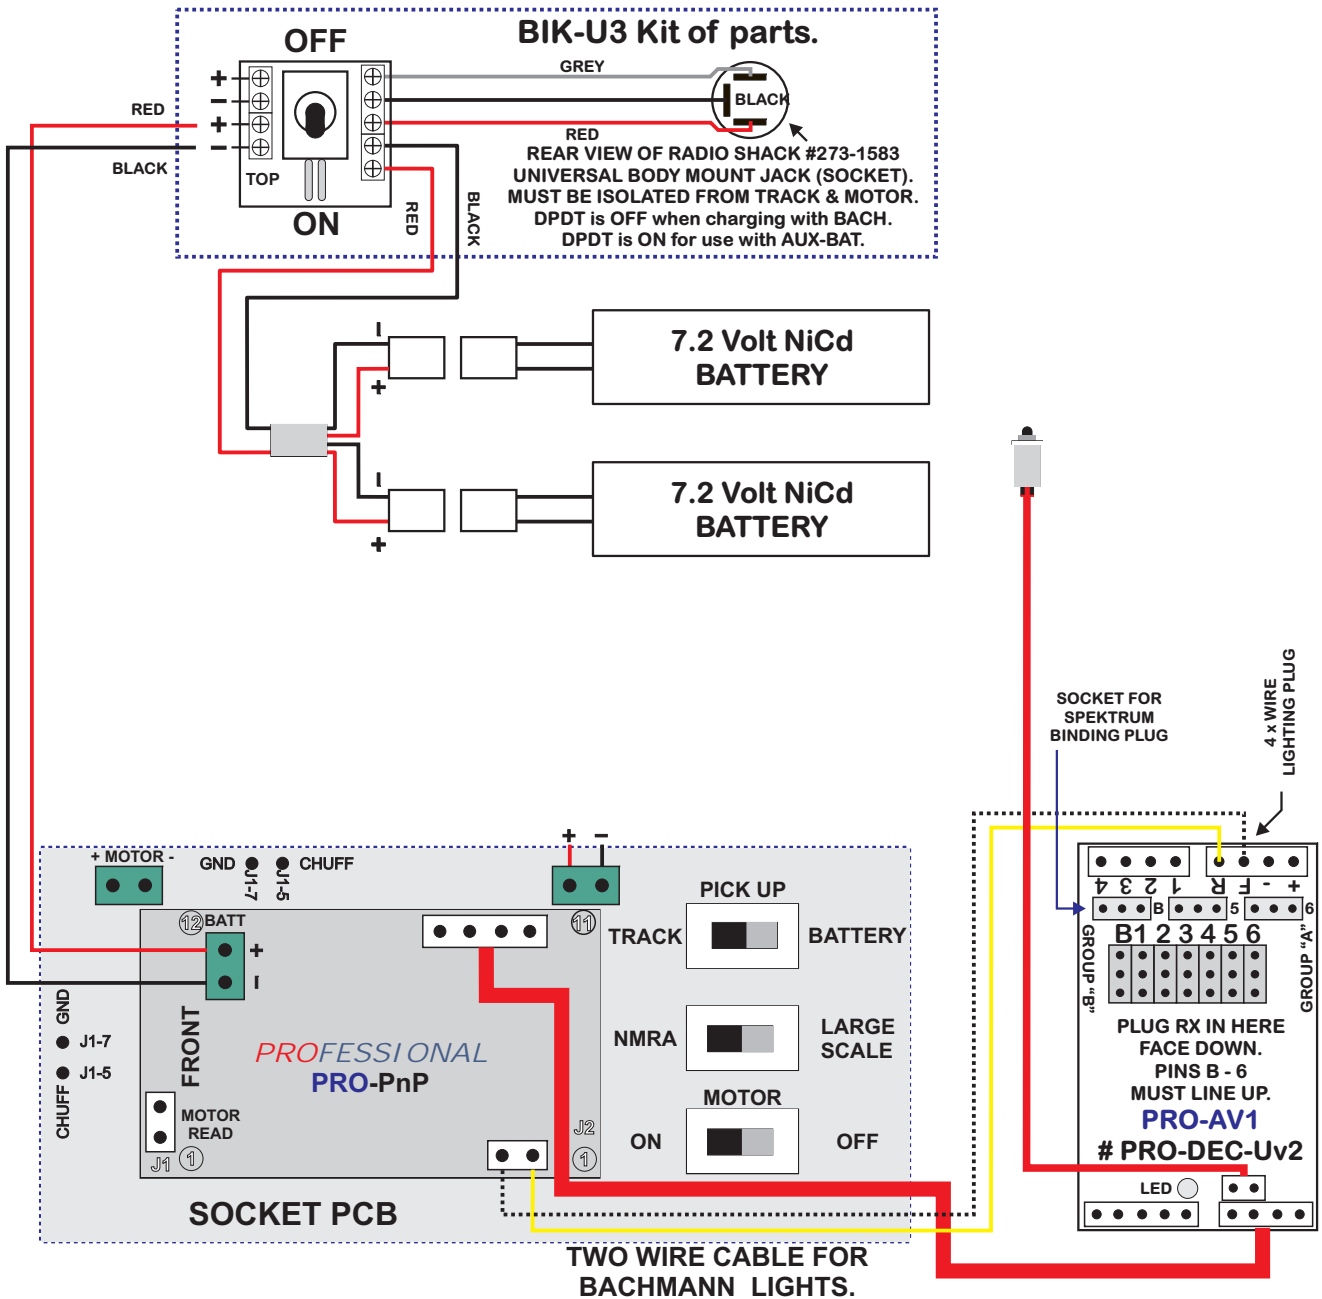 BIK-U3 Kit of parts.
OFF
GREY
+
–
+
–
RED
BLACK
BLACK
RED
TOP
ON
REAR VIEW OF RADIO SHACK #273-1583
UNIVERSAL BODY MOUNT JACK (SOCKET).
MUST BE ISOLATED FROM TRACK & MOTOR.
DPDT is OFF when charging with BACH.
DPDT is ON for use with AUX-BAT.
RED
BLACK
–
+
7.2 Volt NiCd
BATTERY
–
+
7.2 Volt NiCd
BATTERY
SOCKET FOR
SPEKTRUM
BINDING PLUG
4 x WIRE
LIGHTING PLUG
+ MOTOR -
GND
J1-7
J1-5
CHUFF
+ –
12
BATT
+
–
11
PICK UP
TRACK
BATTERY
NMRA
LARGE
SCALE
MOTOR
ON
OFF
GND
J1-7
J1-5
CHUFF
FRONT
PROFESSIONAL
PRO-PnP
MOTOR
READ
J1
1
J2
1
SOCKET PCB
TWO WIRE CABLE FOR
BACHMANN LIGHTS.
4 3 2 1
R F - +
B 5 6
B1 2 3 4 5 6
GROUP "B"
GROUP "A"
PLUG RX IN HERE
FACE DOWN.
PINS B - 6
MUST LINE UP.
PRO-AV1
# PRO-DEC-Uv2
LED